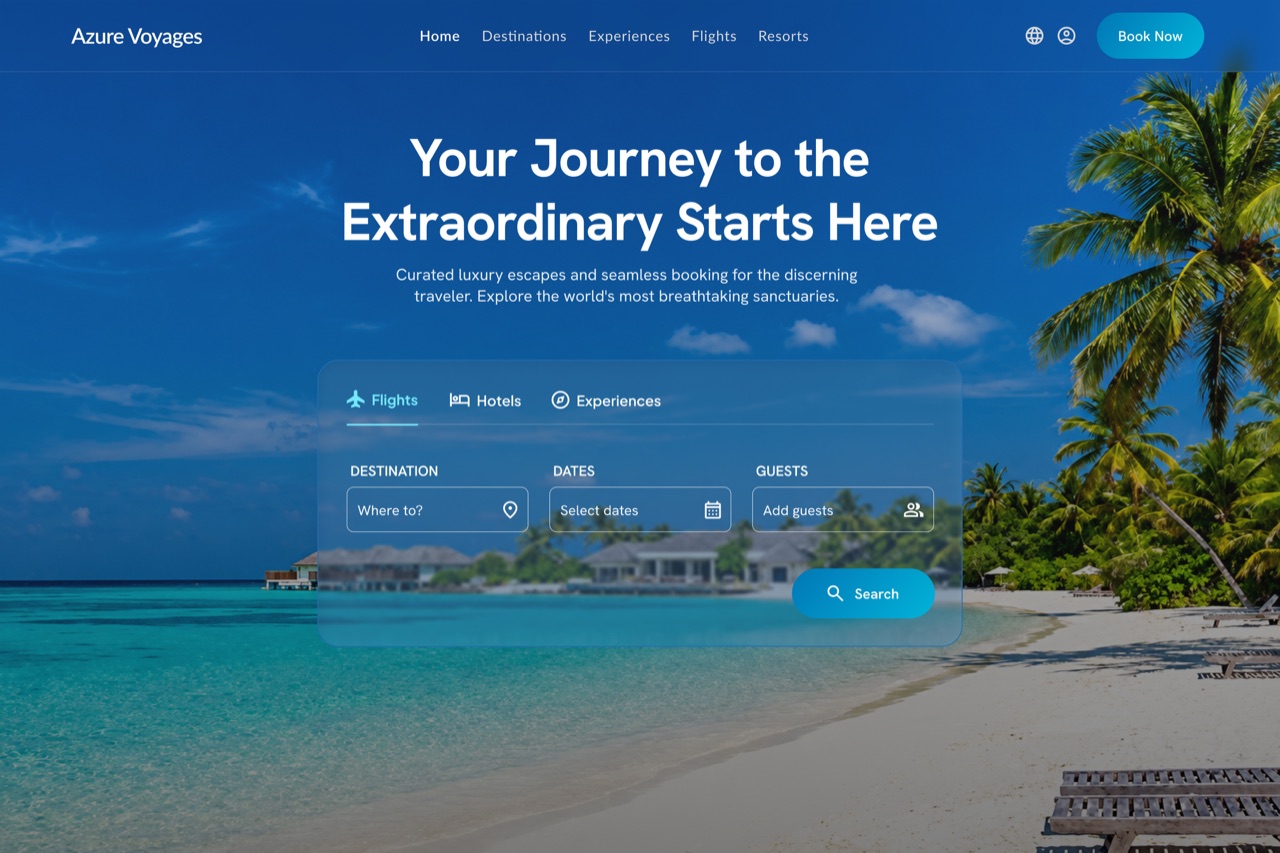 Azure Voyages
Home Destinations Experiences Flights Resorts
Book Now
Your Journey to the
Extraordinary Starts Here
Curated luxury escapes and seamless booking for the discerning
traveler. Explore the world's most breathtaking sanctuaries.
Flights Hotels Experiences
DESTINATION DATES GUESTS
Where to? Select dates Add guests
Search